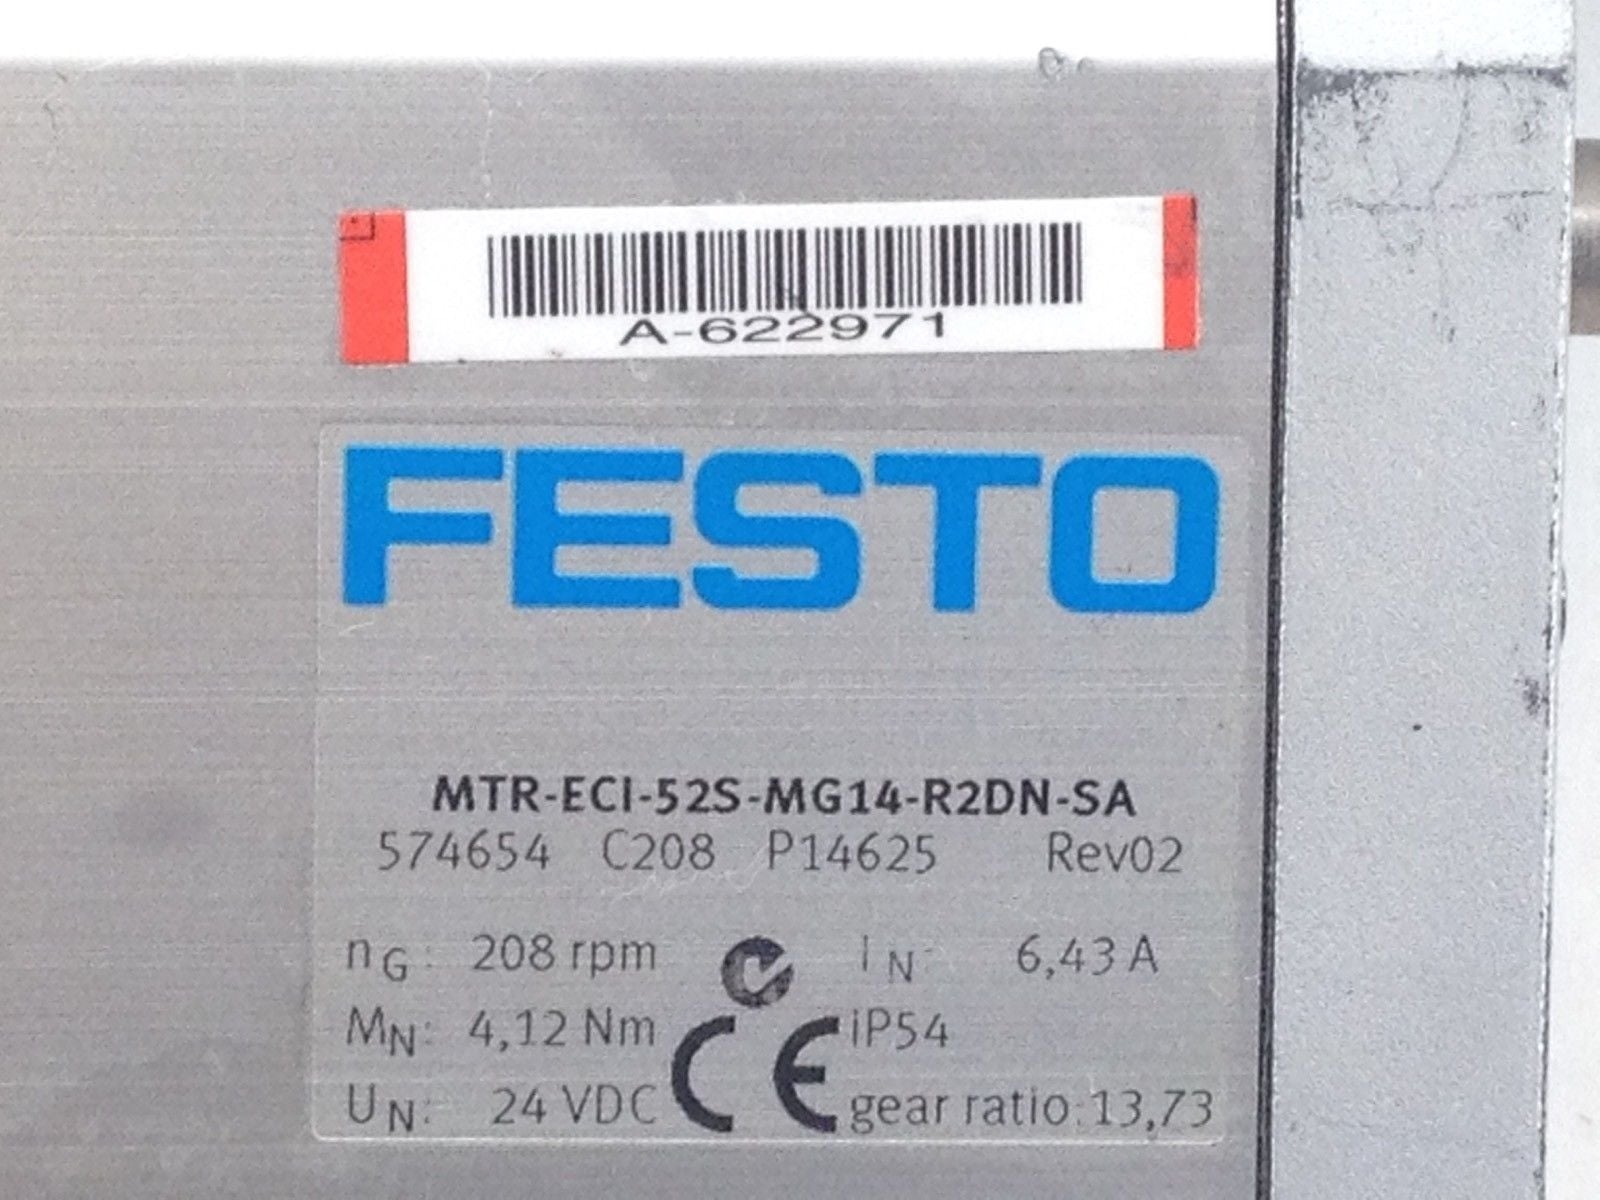 A-622971
FESTO
MTR-ECI-52S-MG14-R2DN-SA
574654 C208 P14625 Rev02
nG: 208 rpm IN: 6,43 A
MN: 4,12 Nm CE iP54
UN: 24 VDC gear ratio:13,73